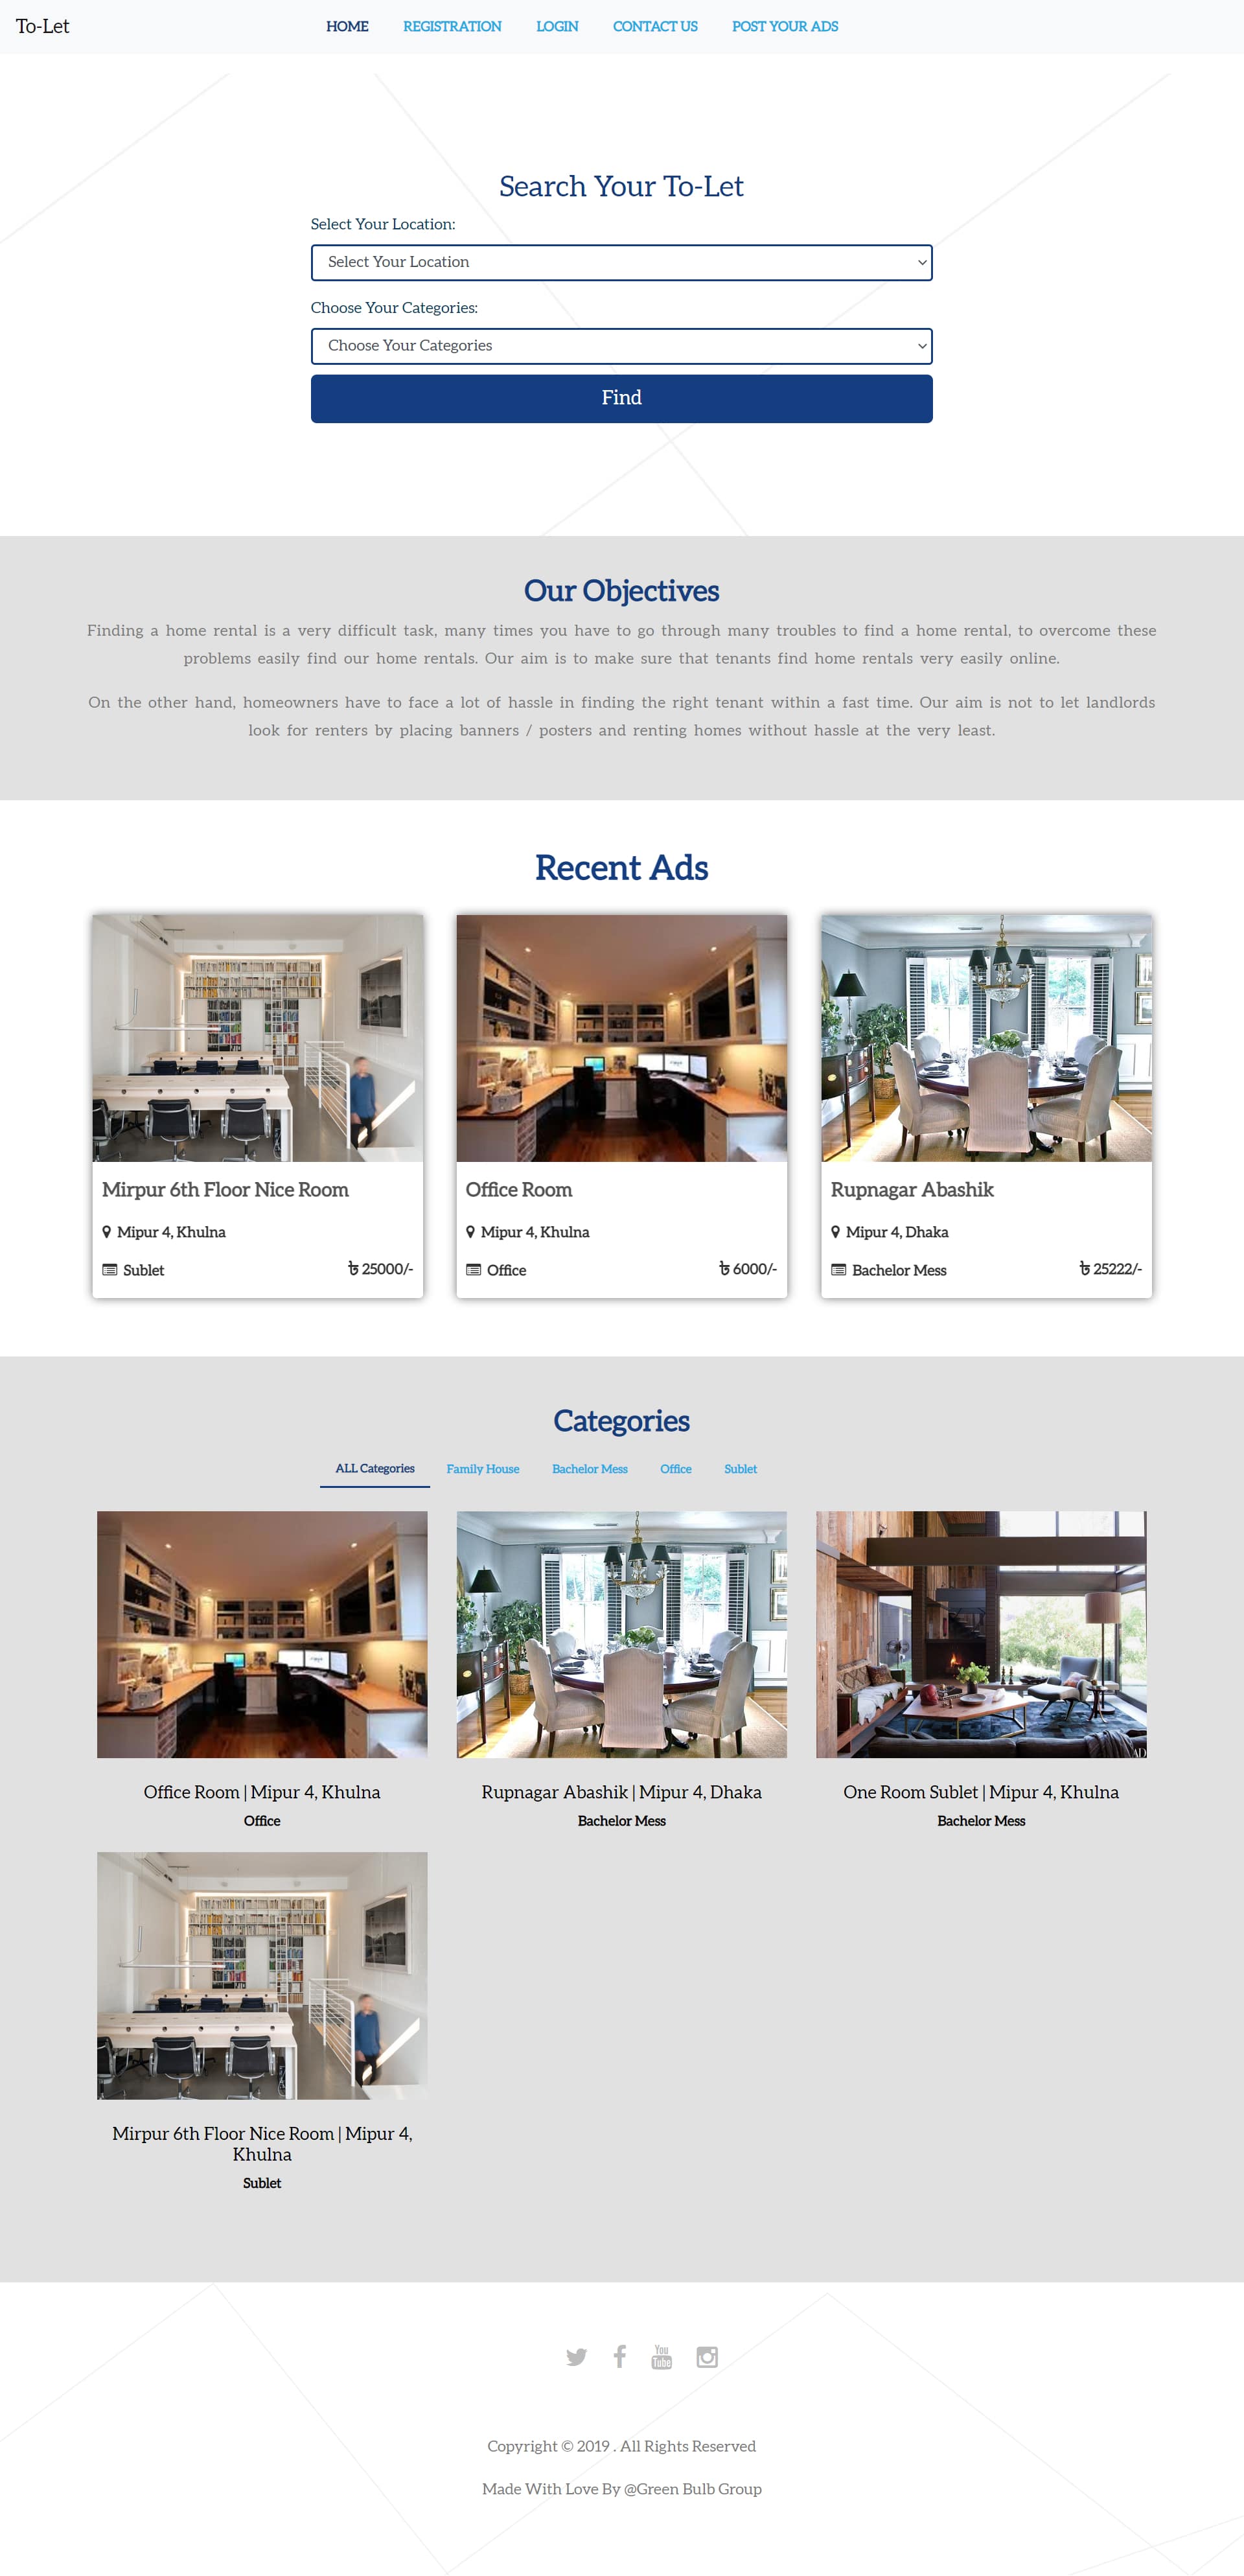 To-Let
HOME
REGISTRATION
LOGIN
CONTACT US
POST YOUR ADS
Search Your To-Let
Select Your Location:
Select Your Location
Choose Your Categories:
Choose Your Categories
Find
Our Objectives
Finding a home rental is a very difficult task, many times you have to go through many troubles to find a home rental, to overcome these
problems easily find our home rentals. Our aim is to make sure that tenants find home rentals very easily online.
On the other hand, homeowners have to face a lot of hassle in finding the right tenant within a fast time. Our aim is not to let landlords
look for renters by placing banners / posters and renting homes without hassle at the very least.
Recent Ads
Mirpur 6th Floor Nice Room
Mipur 4, Khulna
Sublet
৳ 25000/-
Office Room
Mipur 4, Khulna
Office
৳ 6000/-
Rupnagar Abashik
Mipur 4, Dhaka
Bachelor Mess
৳ 25222/-
Categories
ALL Categories
Family House
Bachelor Mess
Office
Sublet
AD
Office Room | Mipur 4, Khulna
Office
Rupnagar Abashik | Mipur 4, Dhaka
Bachelor Mess
One Room Sublet | Mipur 4, Khulna
Bachelor Mess
Mirpur 6th Floor Nice Room | Mipur 4,
Khulna
Sublet
You
Tube
Copyright © 2019 . All Rights Reserved
Made With Love By @Green Bulb Group